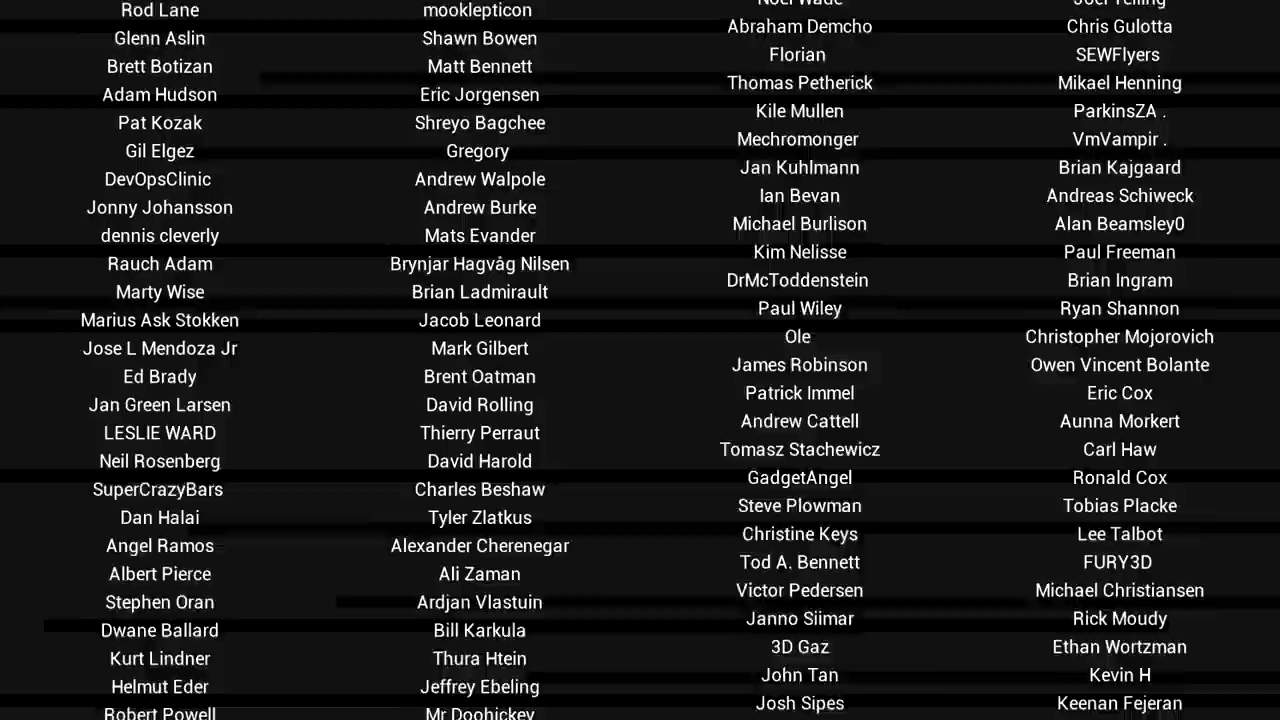 Rod Lane
Glenn Aslin
Brett Botizan
Adam Hudson
Pat Kozak
Gil Elgez
DevOpsClinic
Jonny Johansson
dennis cleverly
Rauch Adam
Marty Wise
Marius Ask Stokken
Jose L Mendoza Jr
Ed Brady
Jan Green Larsen
LESLIE WARD
Neil Rosenberg
SuperCrazyBars
Dan Halai
Angel Ramos
Albert Pierce
Stephen Oran
Dwane Ballard
Kurt Lindner
Helmut Eder
Robert Powell
mooklepticon
Shawn Bowen
Matt Bennett
Eric Jorgensen
Shreyo Bagchee
Gregory
Andrew Walpole
Andrew Burke
Mats Evander
Brynjar Hagvåg Nilsen
Brian Ladmirault
Jacob Leonard
Mark Gilbert
Brent Oatman
David Rolling
Thierry Perraut
David Harold
Charles Beshaw
Tyler Zlatkus
Alexander Cherenegar
Ali Zaman
Ardjan Vlastuin
Bill Karkula
Thura Htein
Jeffrey Ebeling
Mr Doohickey
Noel Wade
Abraham Demcho
Florian
Thomas Petherick
Kile Mullen
Mechromonger
Jan Kuhlmann
Ian Bevan
Michael Burlison
Kim Nelisse
DrMcToddenstein
Paul Wiley
Ole
James Robinson
Patrick Immel
Andrew Cattell
Tomasz Stachewicz
GadgetAngel
Steve Plowman
Christine Keys
Tod A. Bennett
Victor Pedersen
Janno Siimar
3D Gaz
John Tan
Josh Sipes
Chris Gulotta
SEWFlyers
Mikael Henning
ParkinsZA .
VmVampir .
Brian Kajgaard
Andreas Schiweck
Alan Beamsley0
Paul Freeman
Brian Ingram
Ryan Shannon
Christopher Mojorovich
Owen Vincent Bolante
Eric Cox
Aunna Morkert
Carl Haw
Ronald Cox
Tobias Placke
Lee Talbot
FURY3D
Michael Christiansen
Rick Moudy
Ethan Wortzman
Kevin H
Keenan Fejeran